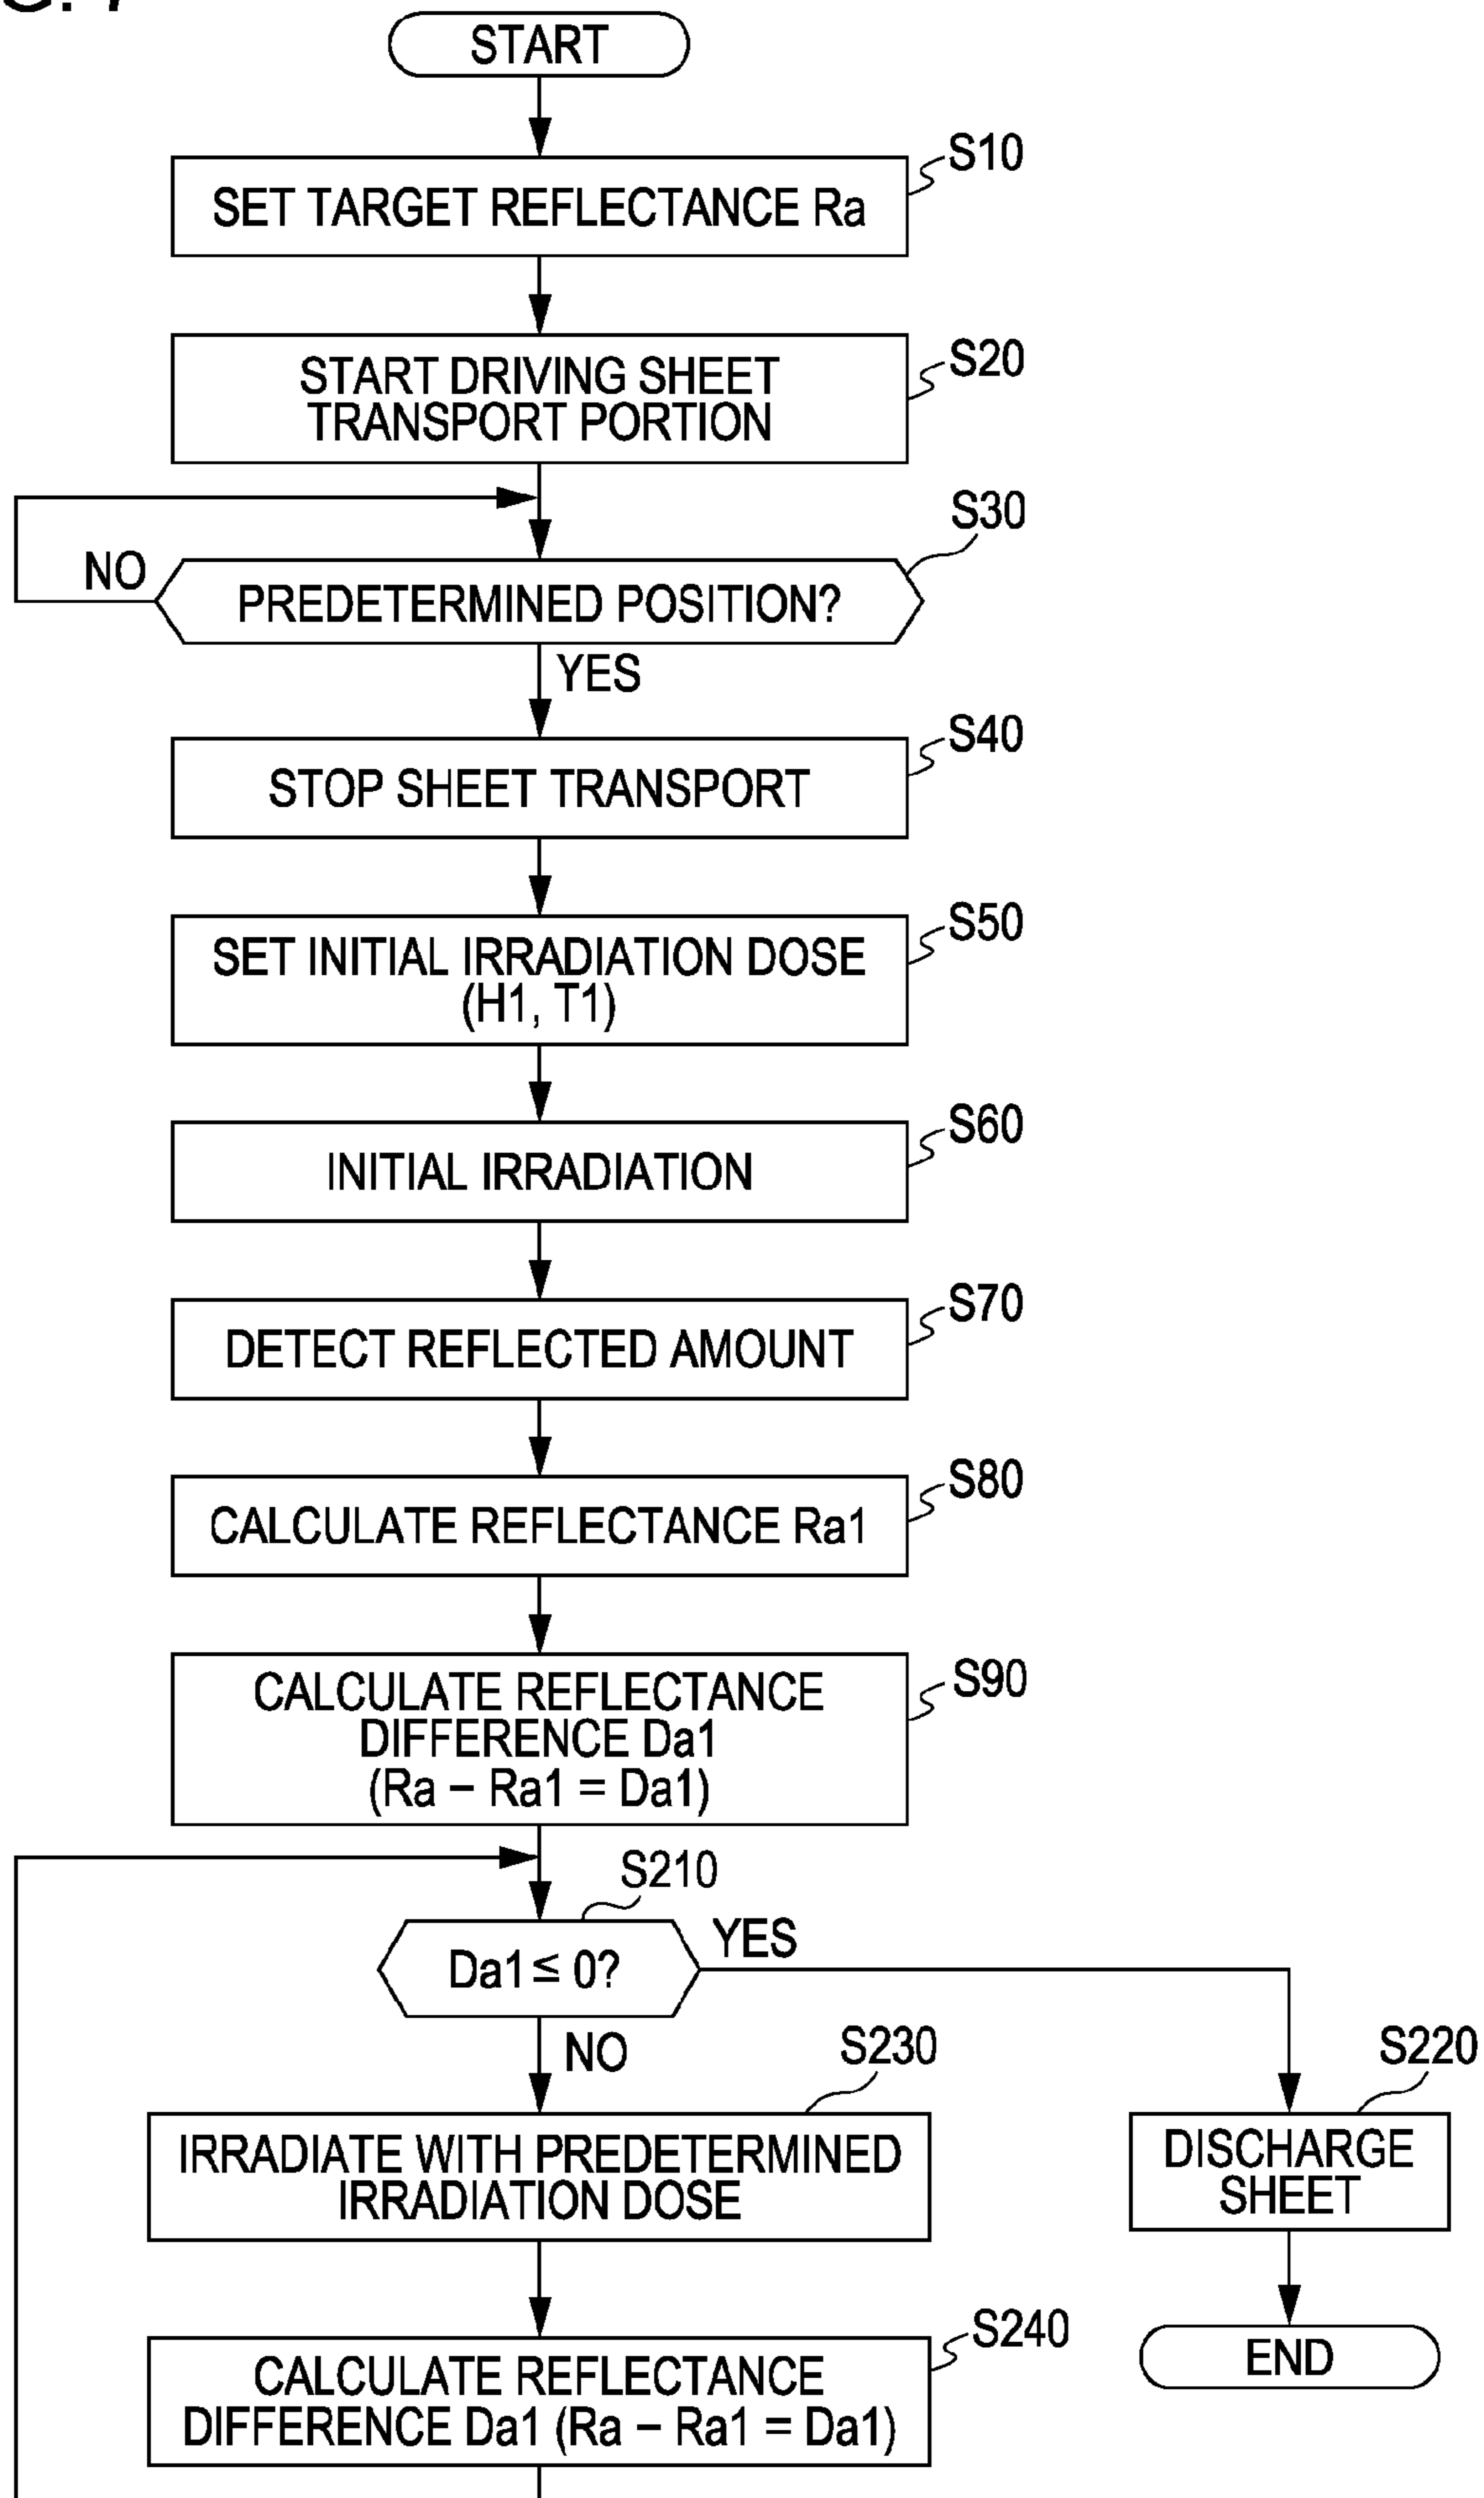 START
S10
SET TARGET REFLECTANCE Ra
S20
START DRIVING SHEET
TRANSPORT PORTION
S30
NO
PREDETERMINED POSITION?
YES
S40
STOP SHEET TRANSPORT
S50
SET INITIAL IRRADIATION DOSE
(H1, T1)
S60
INITIAL IRRADIATION
S70
DETECT REFLECTED AMOUNT
S80
CALCULATE REFLECTANCE Ra1
S90
CALCULATE REFLECTANCE
DIFFERENCE Da1
(Ra – Ra1 = Da1)
S210
YES
Da1 ≤ 0?
NO
S230
S220
IRRADIATE WITH PREDETERMINED
IRRADIATION DOSE
DISCHARGE
SHEET
S240
CALCULATE REFLECTANCE
DIFFERENCE Da1 (Ra – Ra1 = Da1)
END